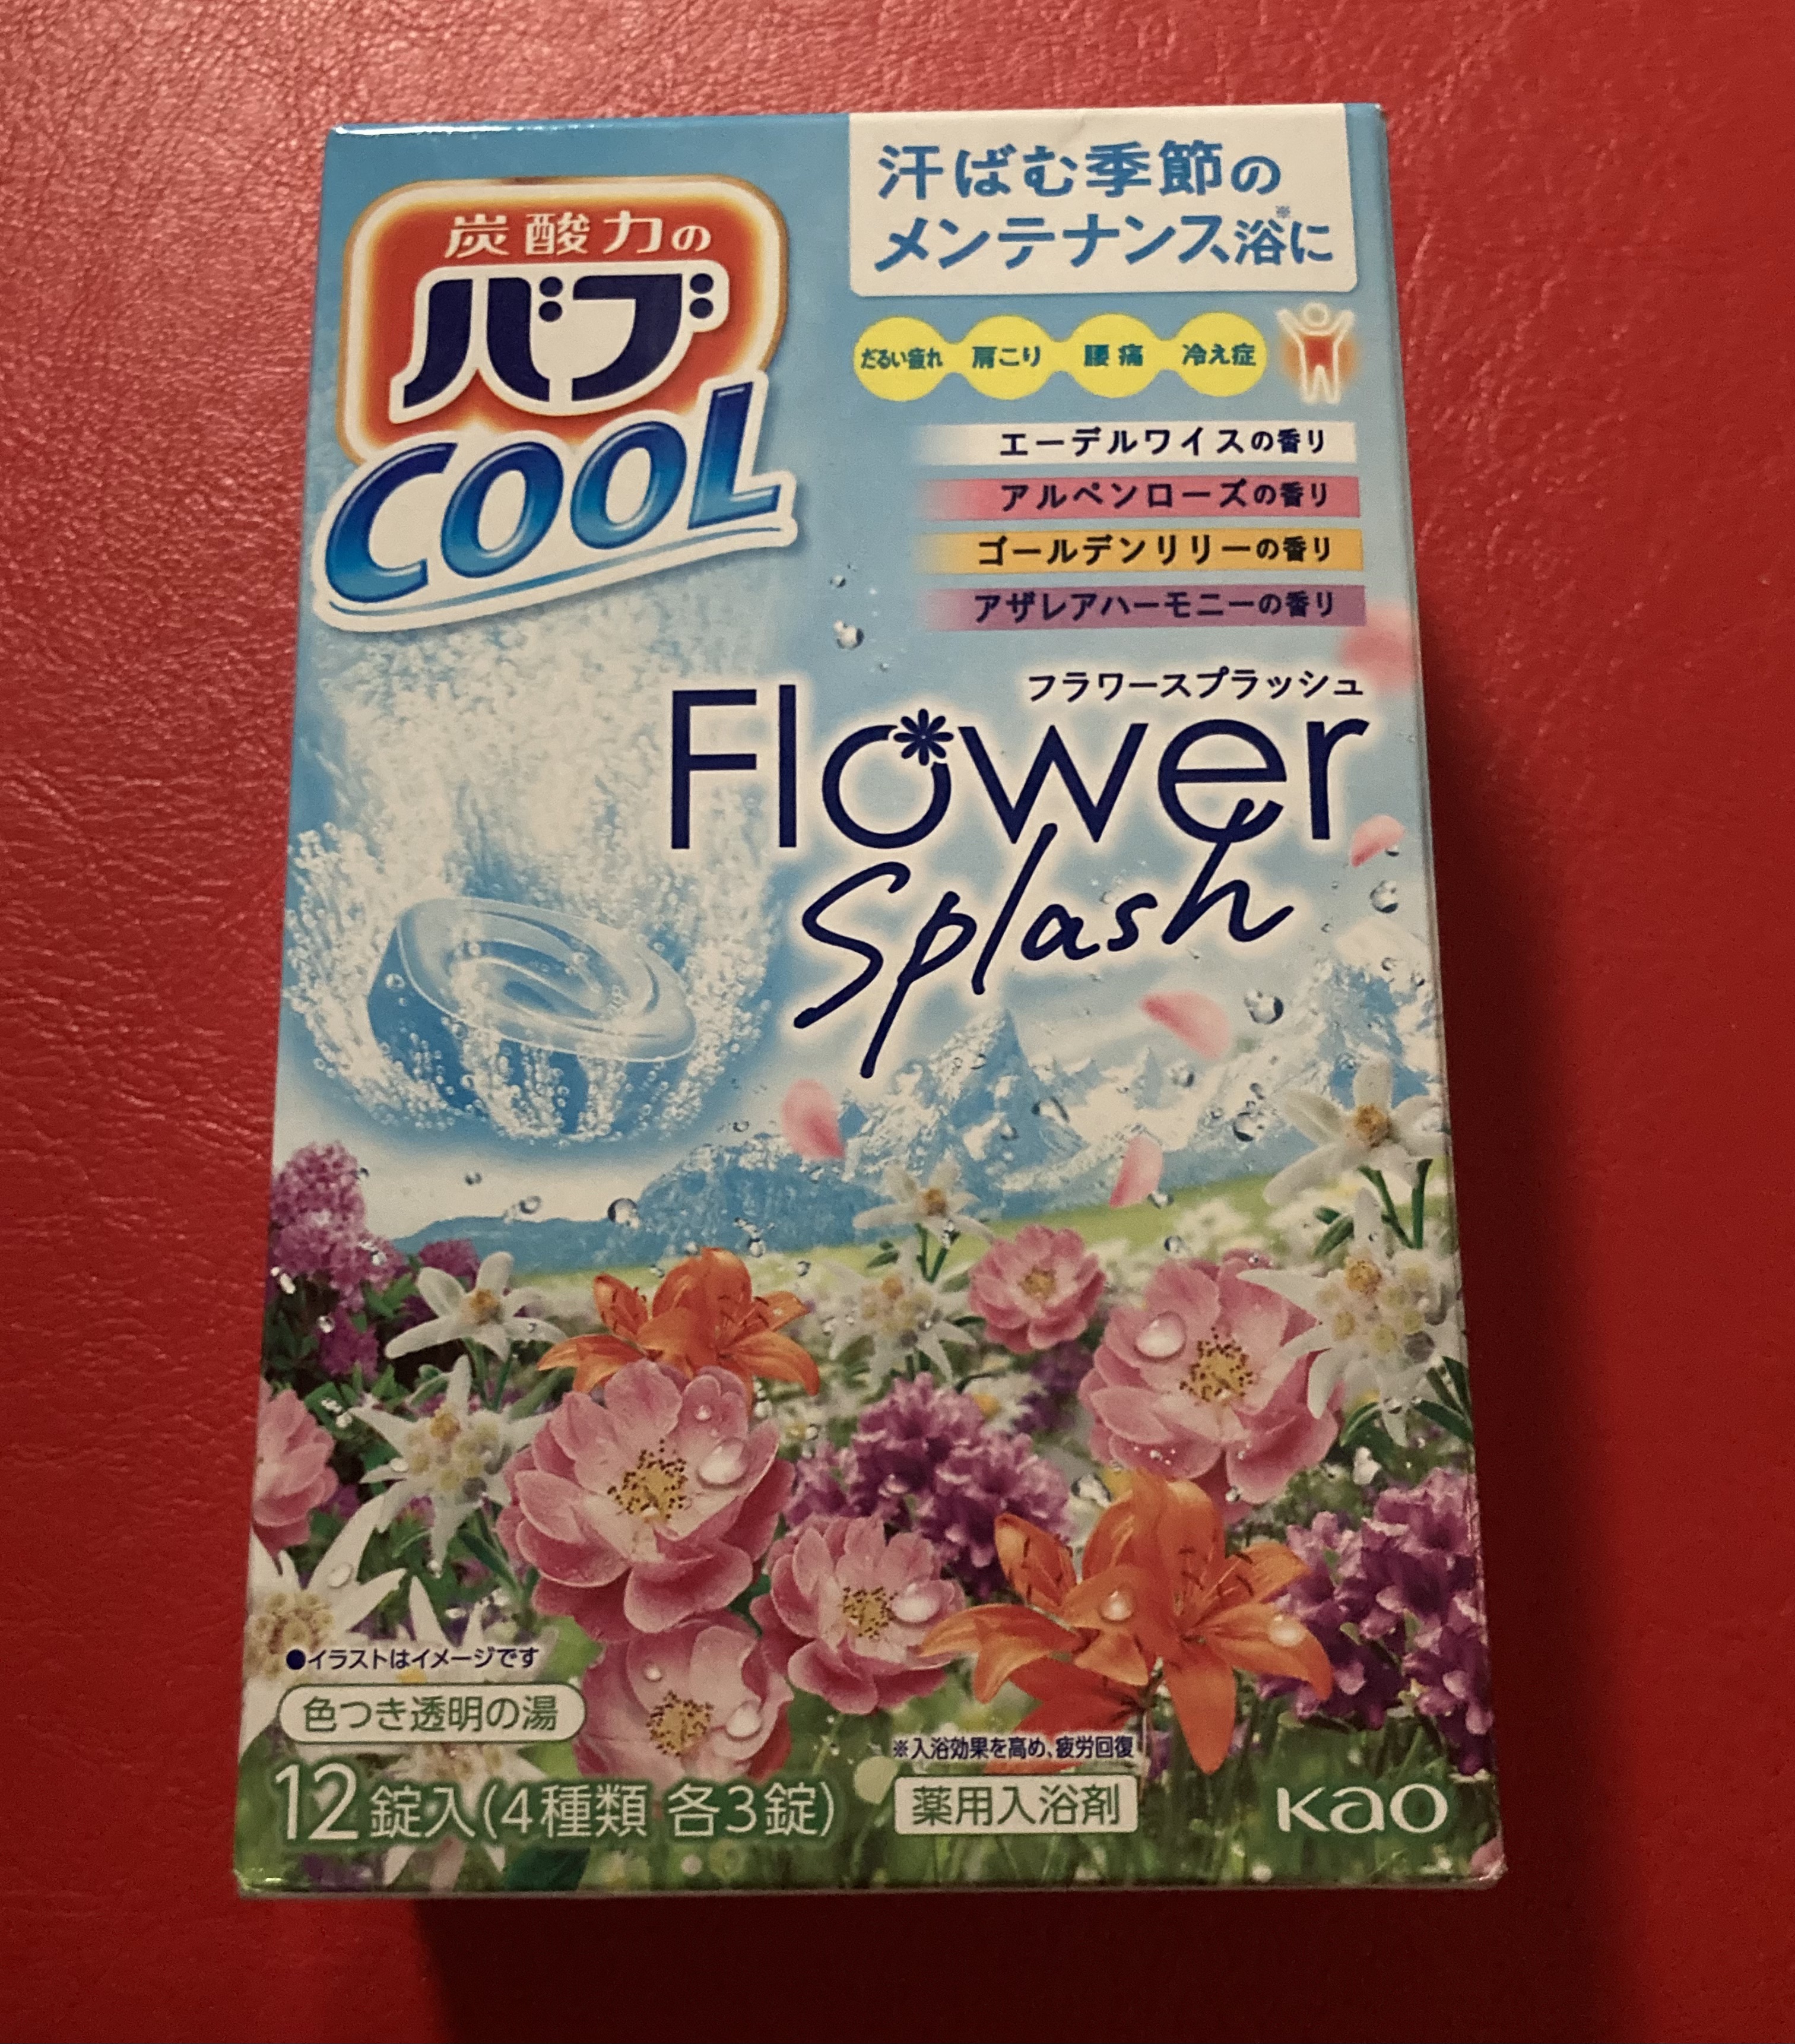 炭酸力の
バブ
COOL
汗ばむ季節の
メンテナンス浴※に
だるい疲れ 肩こり 腰痛 冷え症
エーデルワイスの香り
アルペンローズの香り
ゴールデンリリーの香り
アザレアハーモニーの香り
フラワースプラッシュ
Flower
Splash
●イラストはイメージです
色つき透明の湯
※入浴効果を高め、疲労回復
12錠入(4種類 各3錠)
薬用入浴剤
Kao